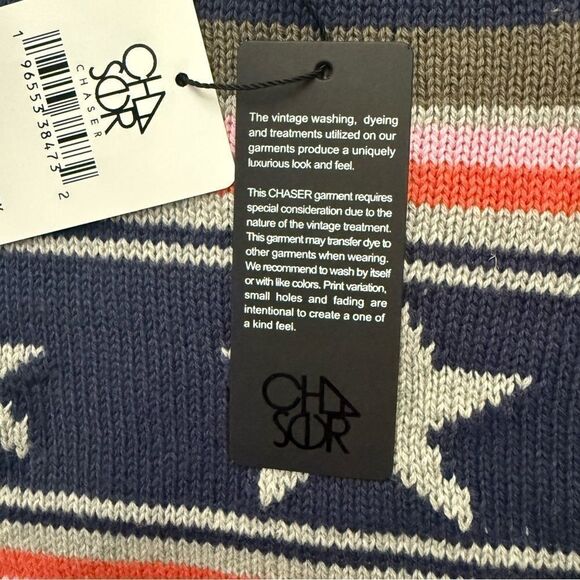 CHA
SER
CHASER
1 96553 38473 2
The vintage washing, dyeing
and treatments utilized on our
garments produce a uniquely
luxurious look and feel.
This CHASER garment requires
special consideration due to the
nature of the vintage treatment.
This garment may transfer dye to
other garments when wearing.
We recommend to wash by itself
or with like colors. Print variation,
small holes and fading are
intentional to create a one of
a kind feel.
CHA
SER